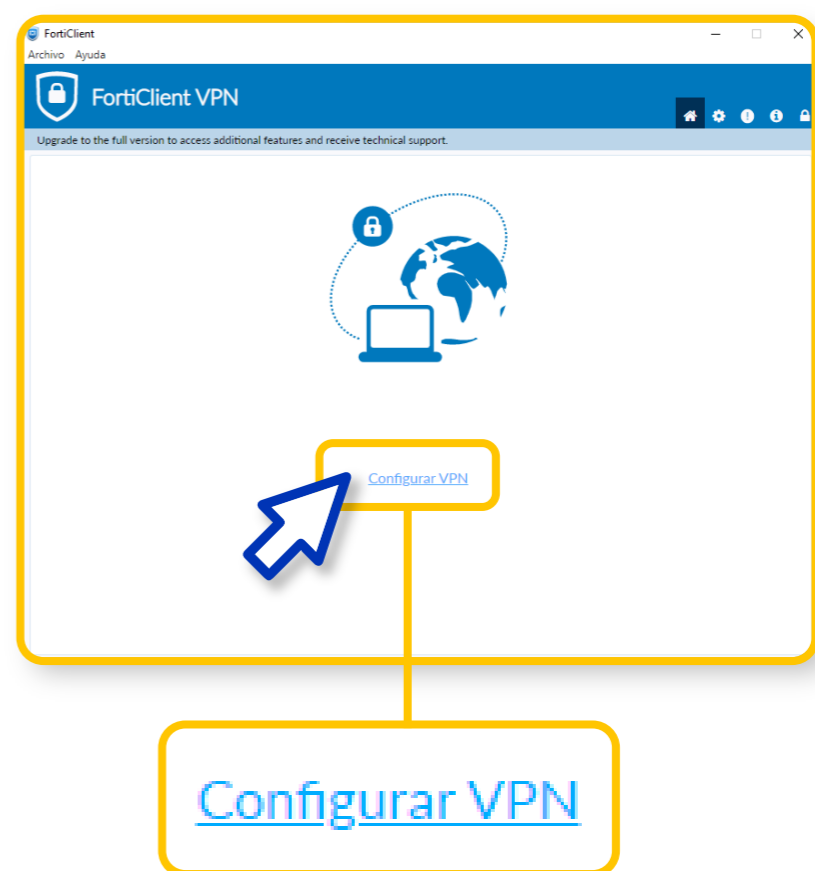 FortiClient
Archivo Ayuda
FortiClient VPN
Upgrade to the full version to access additional features and receive technical support.
Configurar VPN
Configurar VPN